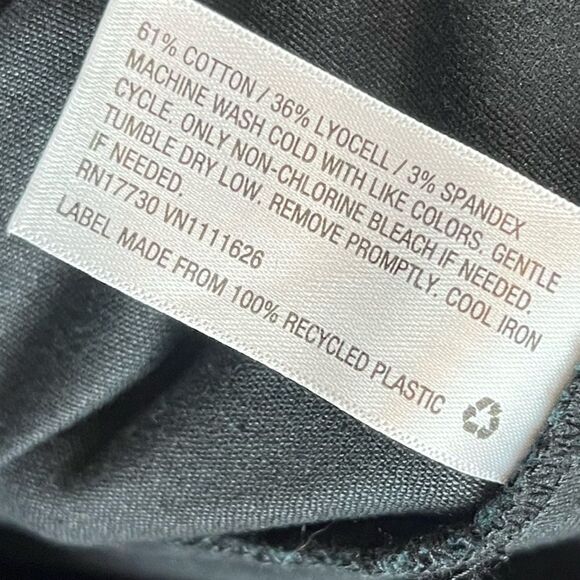 61% COTTON / 36% LYOCELL / 3% SPANDEX
MACHINE WASH COLD WITH LIKE COLORS. GENTLE
CYCLE. ONLY NON-CHLORINE BLEACH IF NEEDED.
TUMBLE DRY LOW. REMOVE PROMPTLY. COOL IRON
IF NEEDED.
RN17730 VN1111626
LABEL MADE FROM 100% RECYCLED PLASTIC